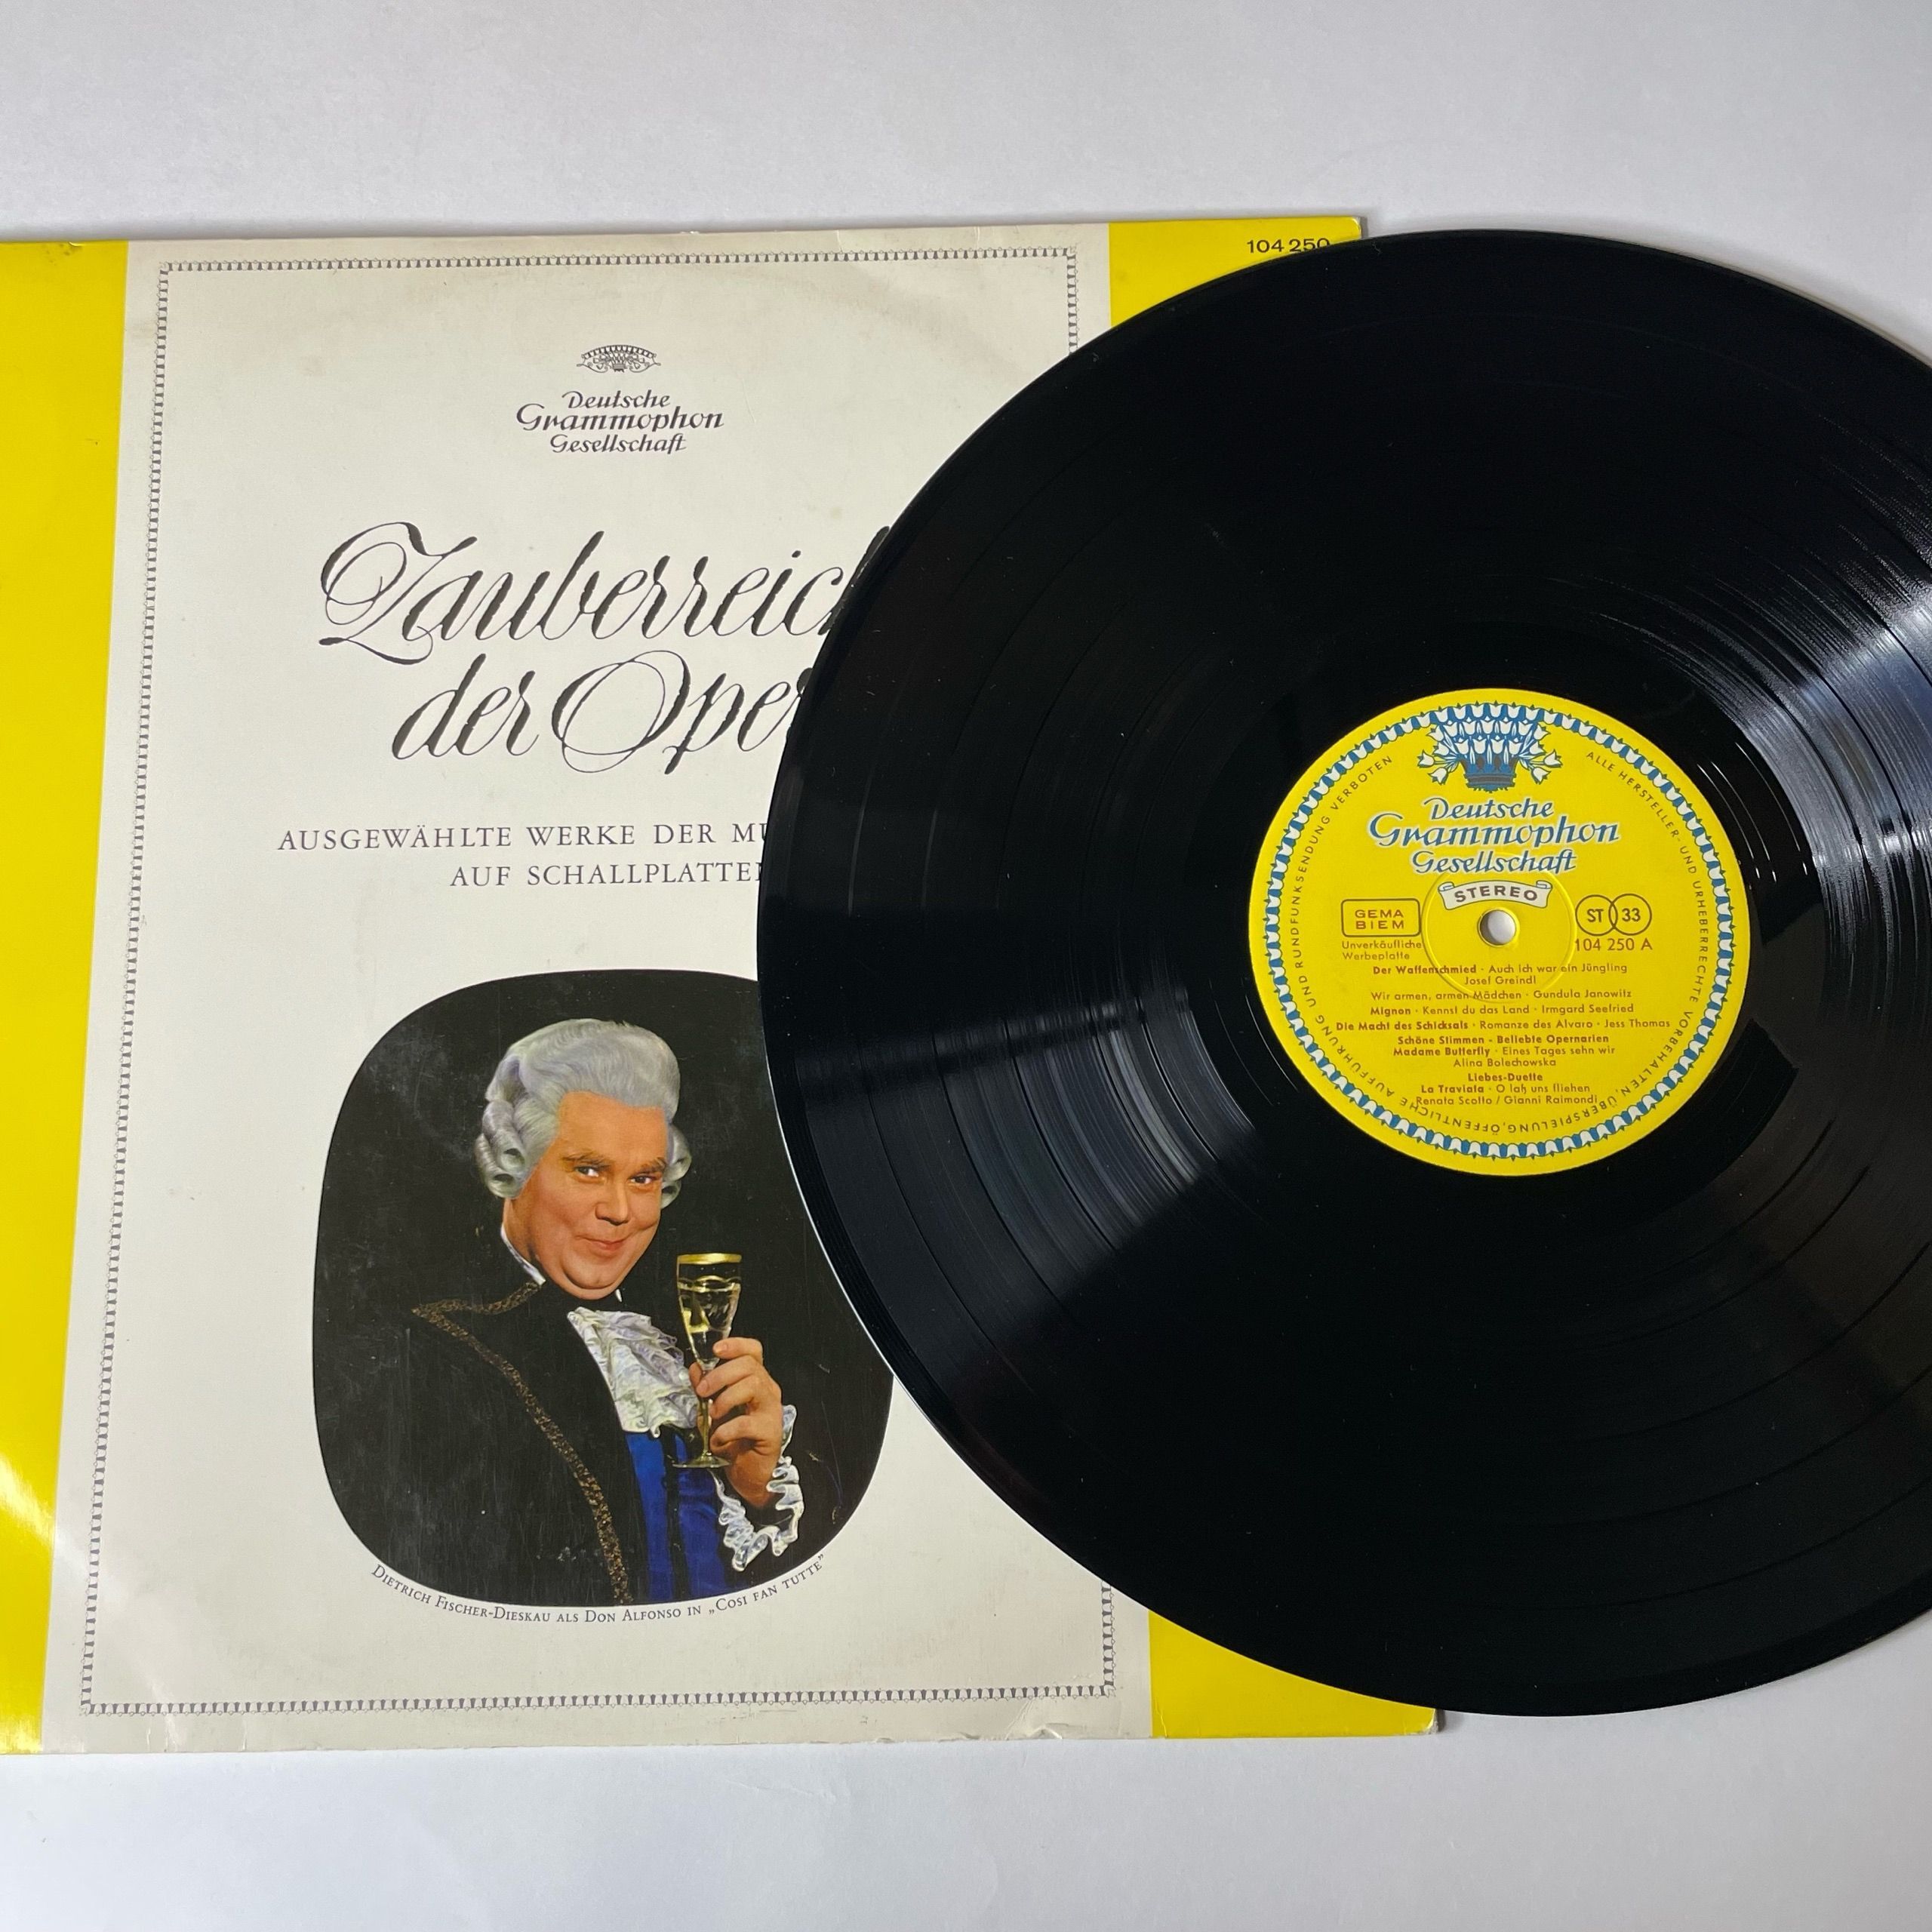 104 250
Deutsche
Grammophon
Gesellschaft
Zauberreich
der Oper
AUSGEWÄHLTE WERKE DER MU
AUF SCHALLPLATTEN
DIETRICH FISCHER-DIESKAU ALS DON ALFONSO IN „COSI FAN TUTTE”
ALLE HERSTELLER- UND URHEBERRECHTE VORBEHALTEN, ÜBERSPIELUNG, ÖFFENTLICHE AUFFÜHRUNG UND RUNDFUNKSENDUNG VERBOTEN
Deutsche
Grammophon
Gesellschaft
STEREO
GEMA
BIEM
ST 33
Unverkäufliche
Werbeplatte
104 250 A
Der Waffenschmied · Auch ich war ein Jüngling
Josef Greindl
Wir armen, armen Mädchen · Gundula Janowitz
Mignon · Kennst du das Land · Irmgard Seefried
Die Macht des Schicksals · Romanze des Alvaro · Jess Thomas
Schöne Stimmen - Beliebte Opernarien
Madame Butterfly · Eines Tages sehn wir
Alina Bolechowska
Liebes-Duette
La Traviata · O laß uns fliehen
Renata Scotto / Gianni Raimondi